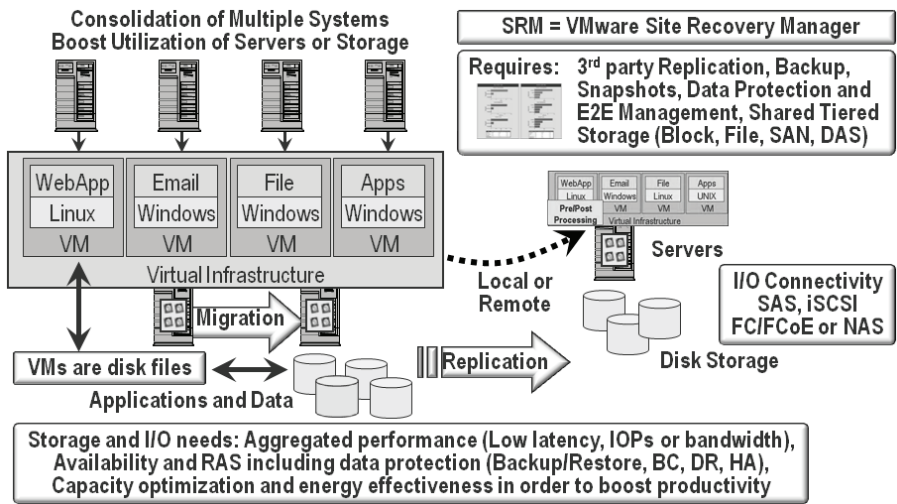 Consolidation of Multiple Systems
Boost Utilization of Servers or Storage
SRM = VMware Site Recovery Manager
Requires: 3rd party Replication, Backup,
Snapshots, Data Protection and
E2E Management, Shared Tiered
Storage (Block, File, SAN, DAS)
WebApp
Linux
VM
Email
Windows
VM
File
Windows
VM
Apps
Windows
VM
Virtual Infrastructure
WebApp
Linux
Email
Windows
VM
File
Linux
VM
Apps
UNIX
VM
Pre/Post
Processing
Virtual Infrastructure
Servers
Local or
Remote
I/O Connectivity
SAS, iSCSI
FC/FCoE or NAS
Migration
VMs are disk files
Applications and Data
Replication
Disk Storage
Storage and I/O needs: Aggregated performance (Low latency, IOPs or bandwidth),
Availability and RAS including data protection (Backup/Restore, BC, DR, HA),
Capacity optimization and energy effectiveness in order to boost productivity